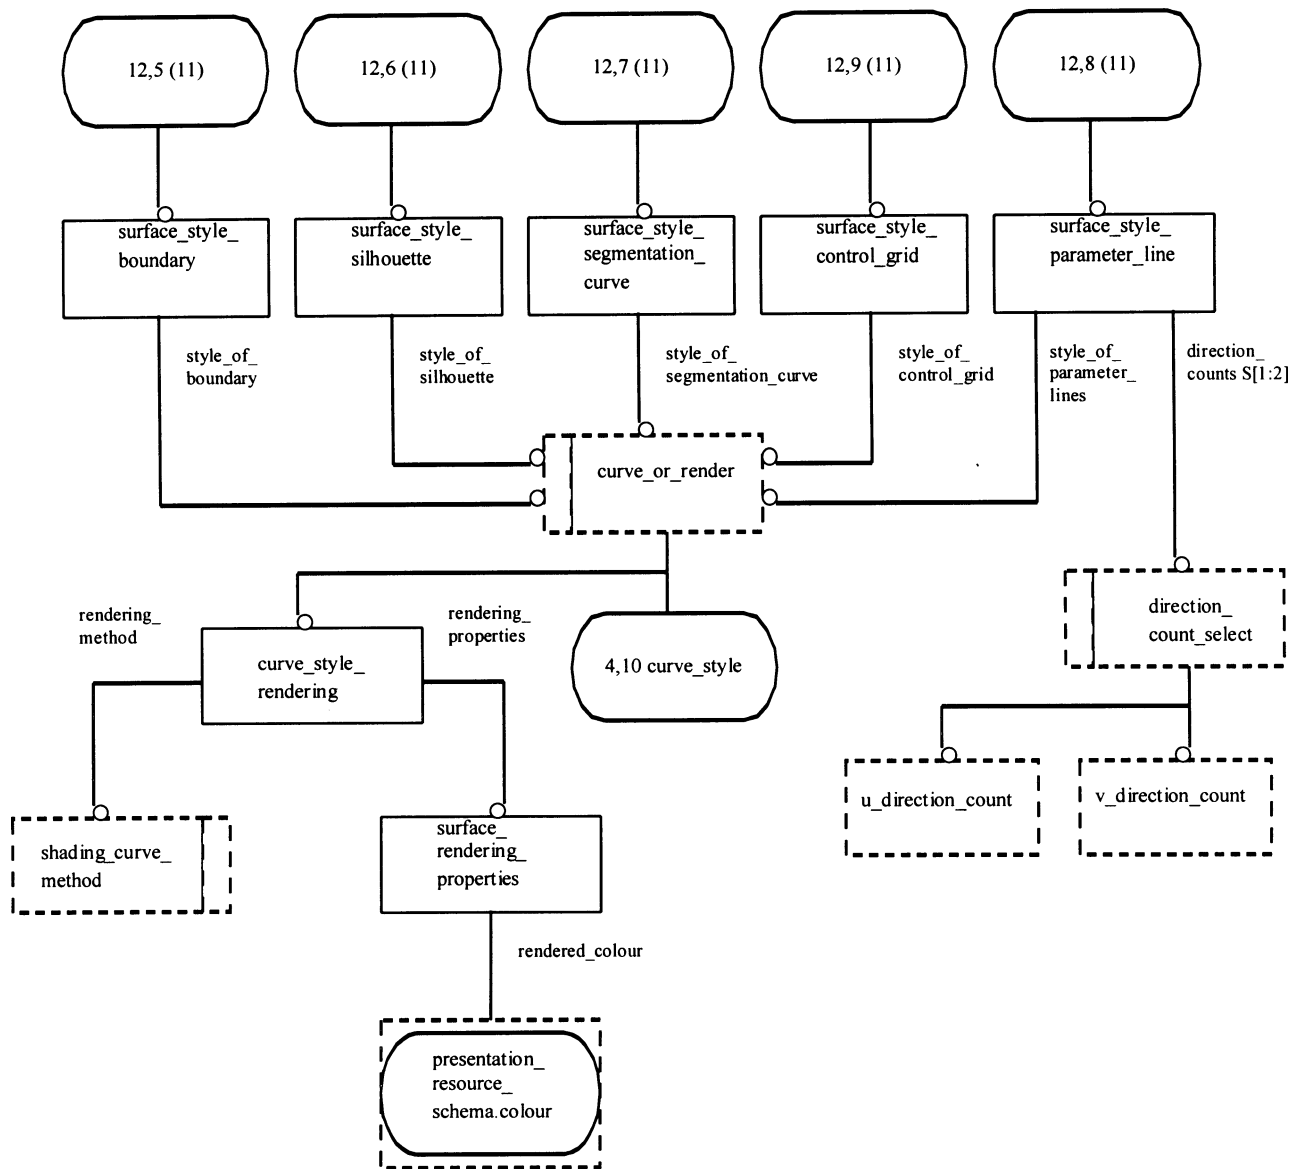 12,5 (11)
12,6 (11)
12,7 (11)
12,9 (11)
12,8 (11)
surface_style_
boundary
surface_style_
silhouette
surface_style_
segmentation_
curve
surface_style_
control_grid
surface_style_
parameter_line
style_of_
boundary
style_of_
silhouette
style_of_
segmentation_curve
style_of_
control_grid
style_of_
parameter_
lines
direction_
counts S[1:2]
curve_or_render
rendering_
method
rendering_
properties
curve_style_
rendering
4,10 curve_style
direction_
count_select
u_direction_count
v_direction_count
shading_curve_
method
surface_
rendering_
properties
rendered_colour
presentation_
resource_
schema.colour